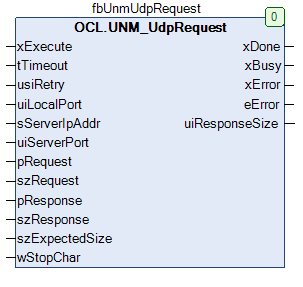 fbUnmUdpRequest
0
OCL.UNM_UdpRequest
xExecute xDone
tTimeout xBusy
usiRetry xError
uiLocalPort eError
sServerIpAddr uiResponseSize
uiServerPort
pRequest
szRequest
pResponse
szResponse
szExpectedSize
wStopChar